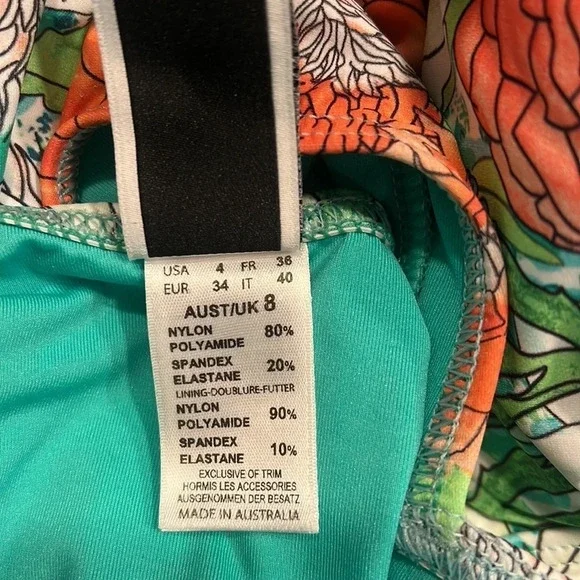 USA 4 FR 36
EUR 34 IT 40
AUST/UK 8
NYLON
POLYAMIDE 80%
SPANDEX
ELASTANE 20%
LINING-DOUBLURE-FUTTER
NYLON
POLYAMIDE 90%
SPANDEX
ELASTANE 10%
EXCLUSIVE OF TRIM
HORMIS LES ACCESSORIES
AUSGENOMMEN DER BESATZ
MADE IN AUSTRALIA